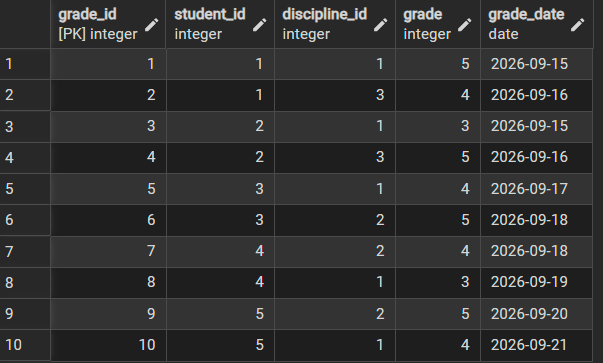 grade_id student_id discipline_id grade grade_date
[PK] integer integer integer integer date
1 1 1 1 5 2026-09-15
2 2 1 3 4 2026-09-16
3 3 2 1 3 2026-09-15
4 4 2 3 5 2026-09-16
5 5 3 1 4 2026-09-17
6 6 3 2 5 2026-09-18
7 7 4 2 4 2026-09-18
8 8 4 1 3 2026-09-19
9 9 5 2 5 2026-09-20
10 10 5 1 4 2026-09-21